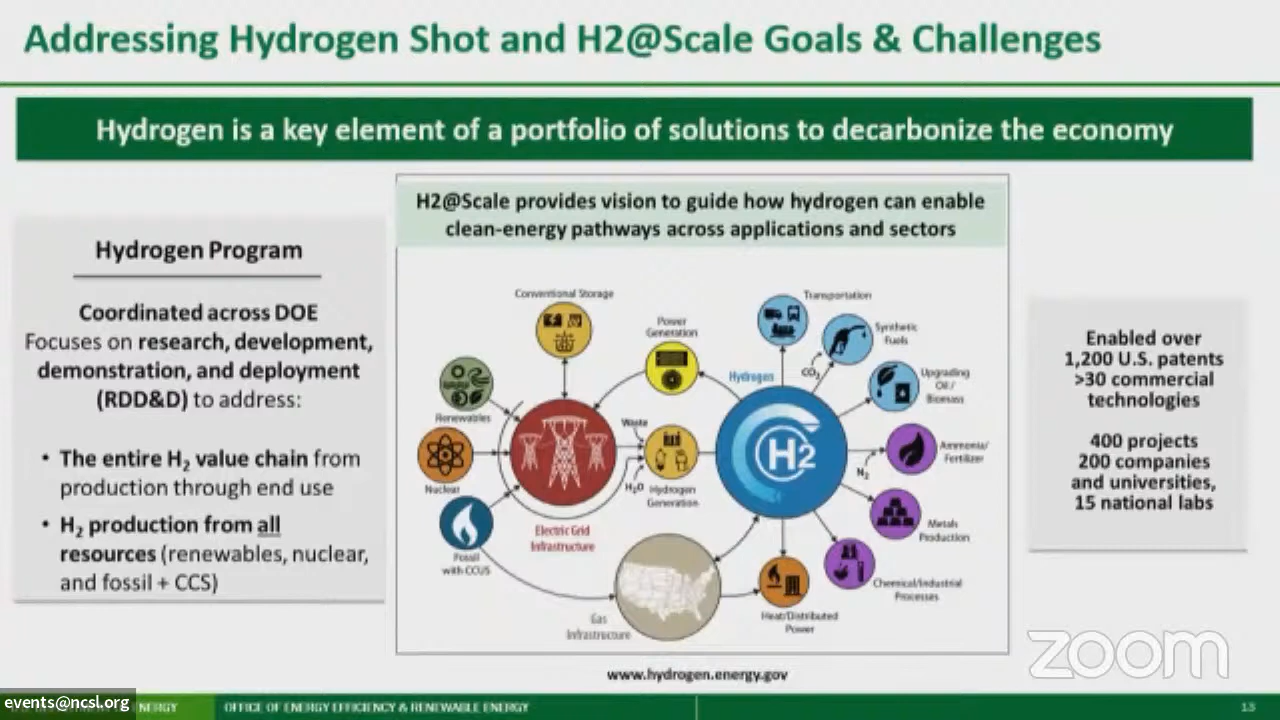 Addressing Hydrogen Shot and H2@Scale Goals & Challenges
Hydrogen is a key element of a portfolio of solutions to decarbonize the economy
Hydrogen Program
Coordinated across DOE
Focuses on research, development,
demonstration, and deployment
(RDD&D) to address:
• The entire H₂ value chain from
production through end use
• H₂ production from all
resources (renewables, nuclear,
and fossil + CCS)
H2@Scale provides vision to guide how hydrogen can enable
clean-energy pathways across applications and sectors
Conventional Storage
Renewables
Nuclear
Fossil
with CCUS
Electric Grid
Infrastructure
Power
Generation
Waste
H₂O
Hydrogen
Generation
Gas
Infrastructure
Hydrogen
H2
Transportation
Synthetic
Fuels
CO₂
Upgrading
Oil /
Biomass
Ammonia/
Fertilizer
N₂
Metals
Production
Chemical/Industrial
Processes
Heat/Distributed
Power
Enabled over
1,200 U.S. patents
>30 commercial
technologies
400 projects
200 companies
and universities,
15 national labs
www.hydrogen.energy.gov
zoom
events@ncsl.org
ENERGY
OFFICE OF ENERGY EFFICIENCY & RENEWABLE ENERGY
13